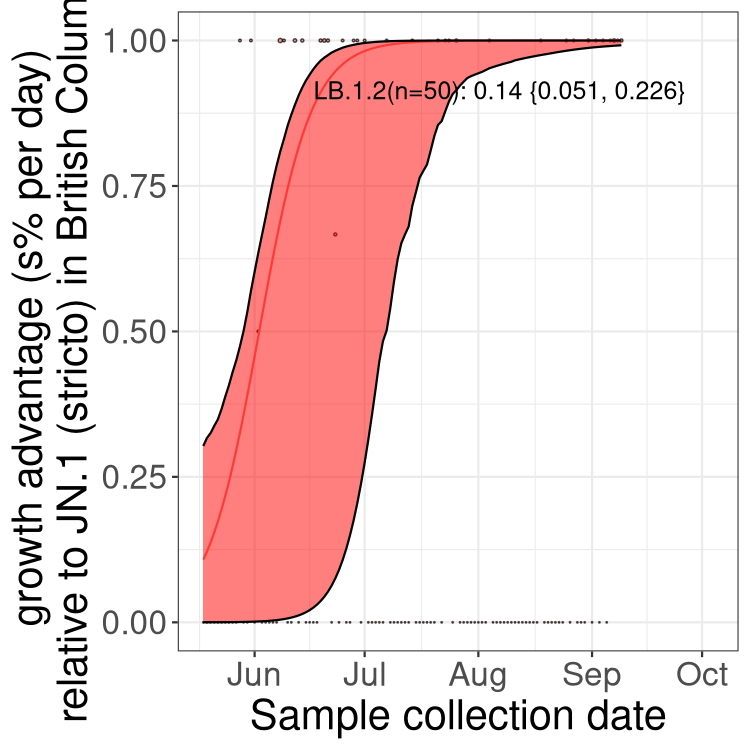 growth advantage (s% per day)
relative to JN.1 (stricto) in British Colum
1.00
0.75
0.50
0.25
0.00
LB.1.2(n=50): 0.14 {0.051, 0.226}
Jun Jul Aug Sep Oct
Sample collection date